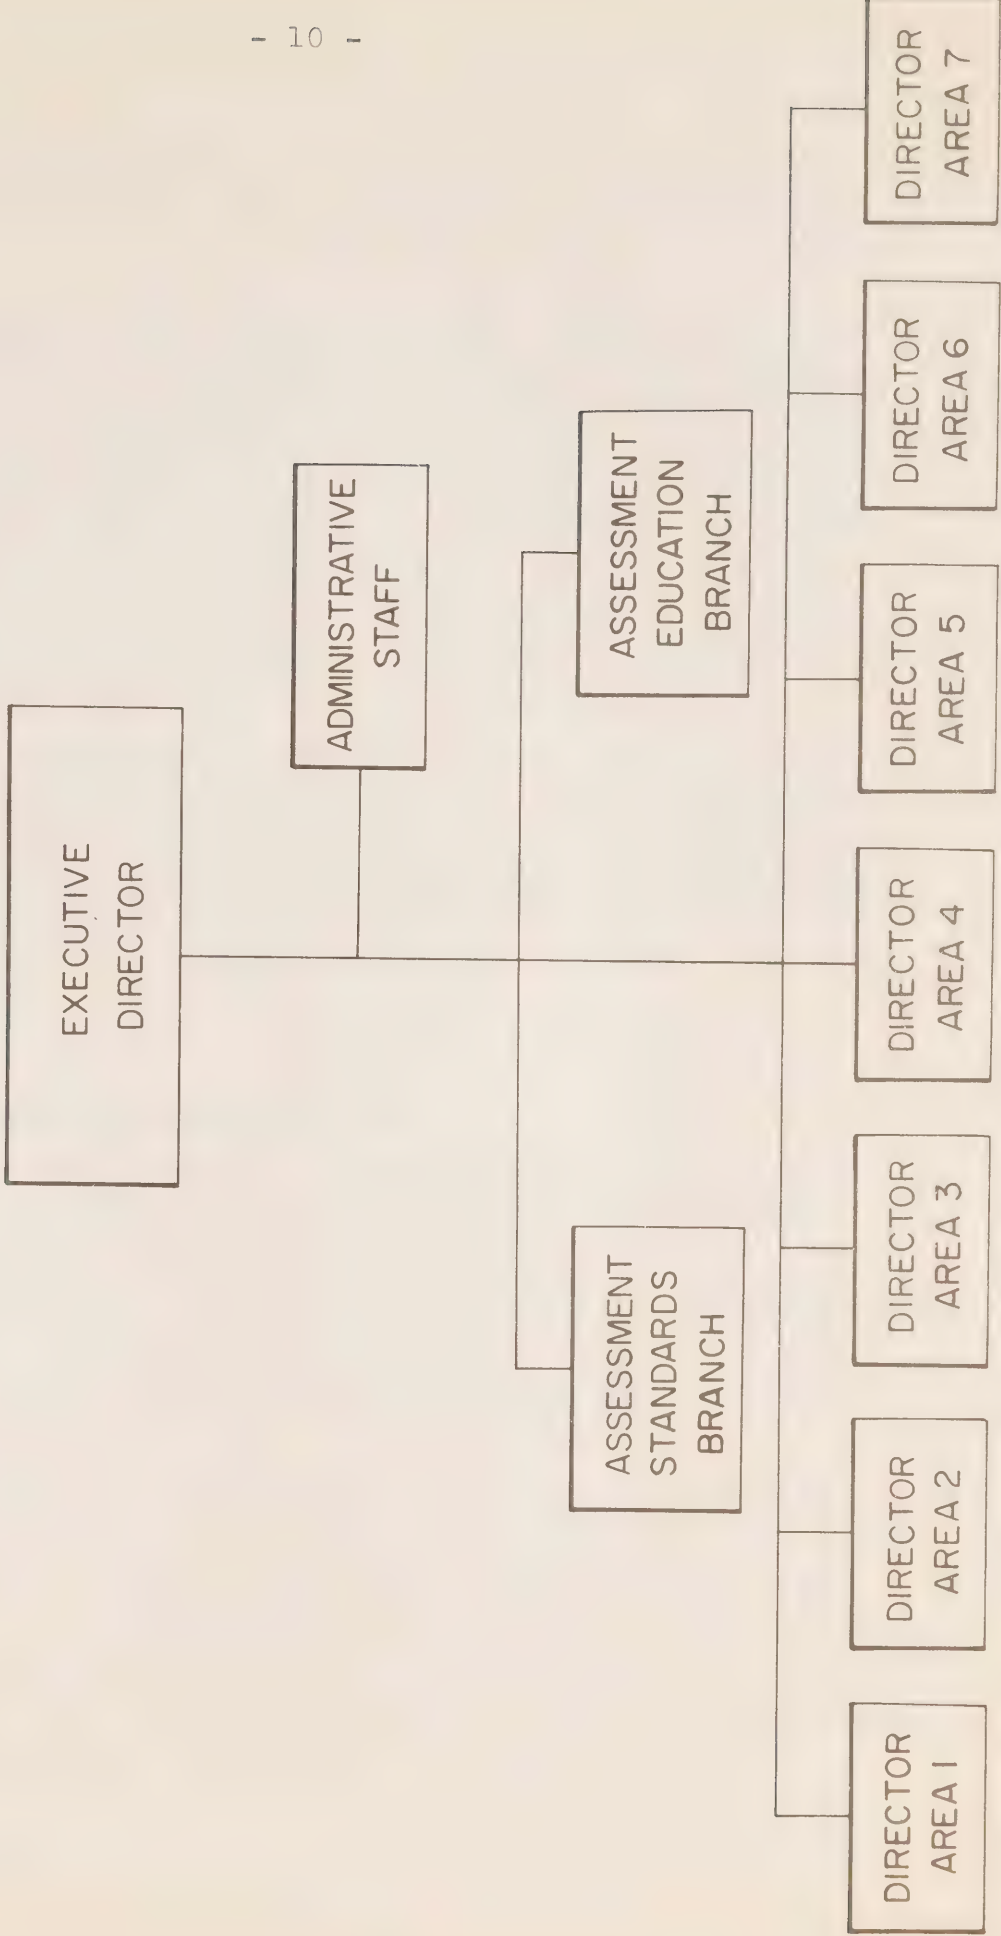 - 10 -
EXECUTIVE
DIRECTOR
ADMINISTRATIVE
STAFF
ASSESSMENT
STANDARDS
BRANCH
ASSESSMENT
EDUCATION
BRANCH
DIRECTOR
AREA 1
DIRECTOR
AREA 2
DIRECTOR
AREA 3
DIRECTOR
AREA 4
DIRECTOR
AREA 5
DIRECTOR
AREA 6
DIRECTOR
AREA 7